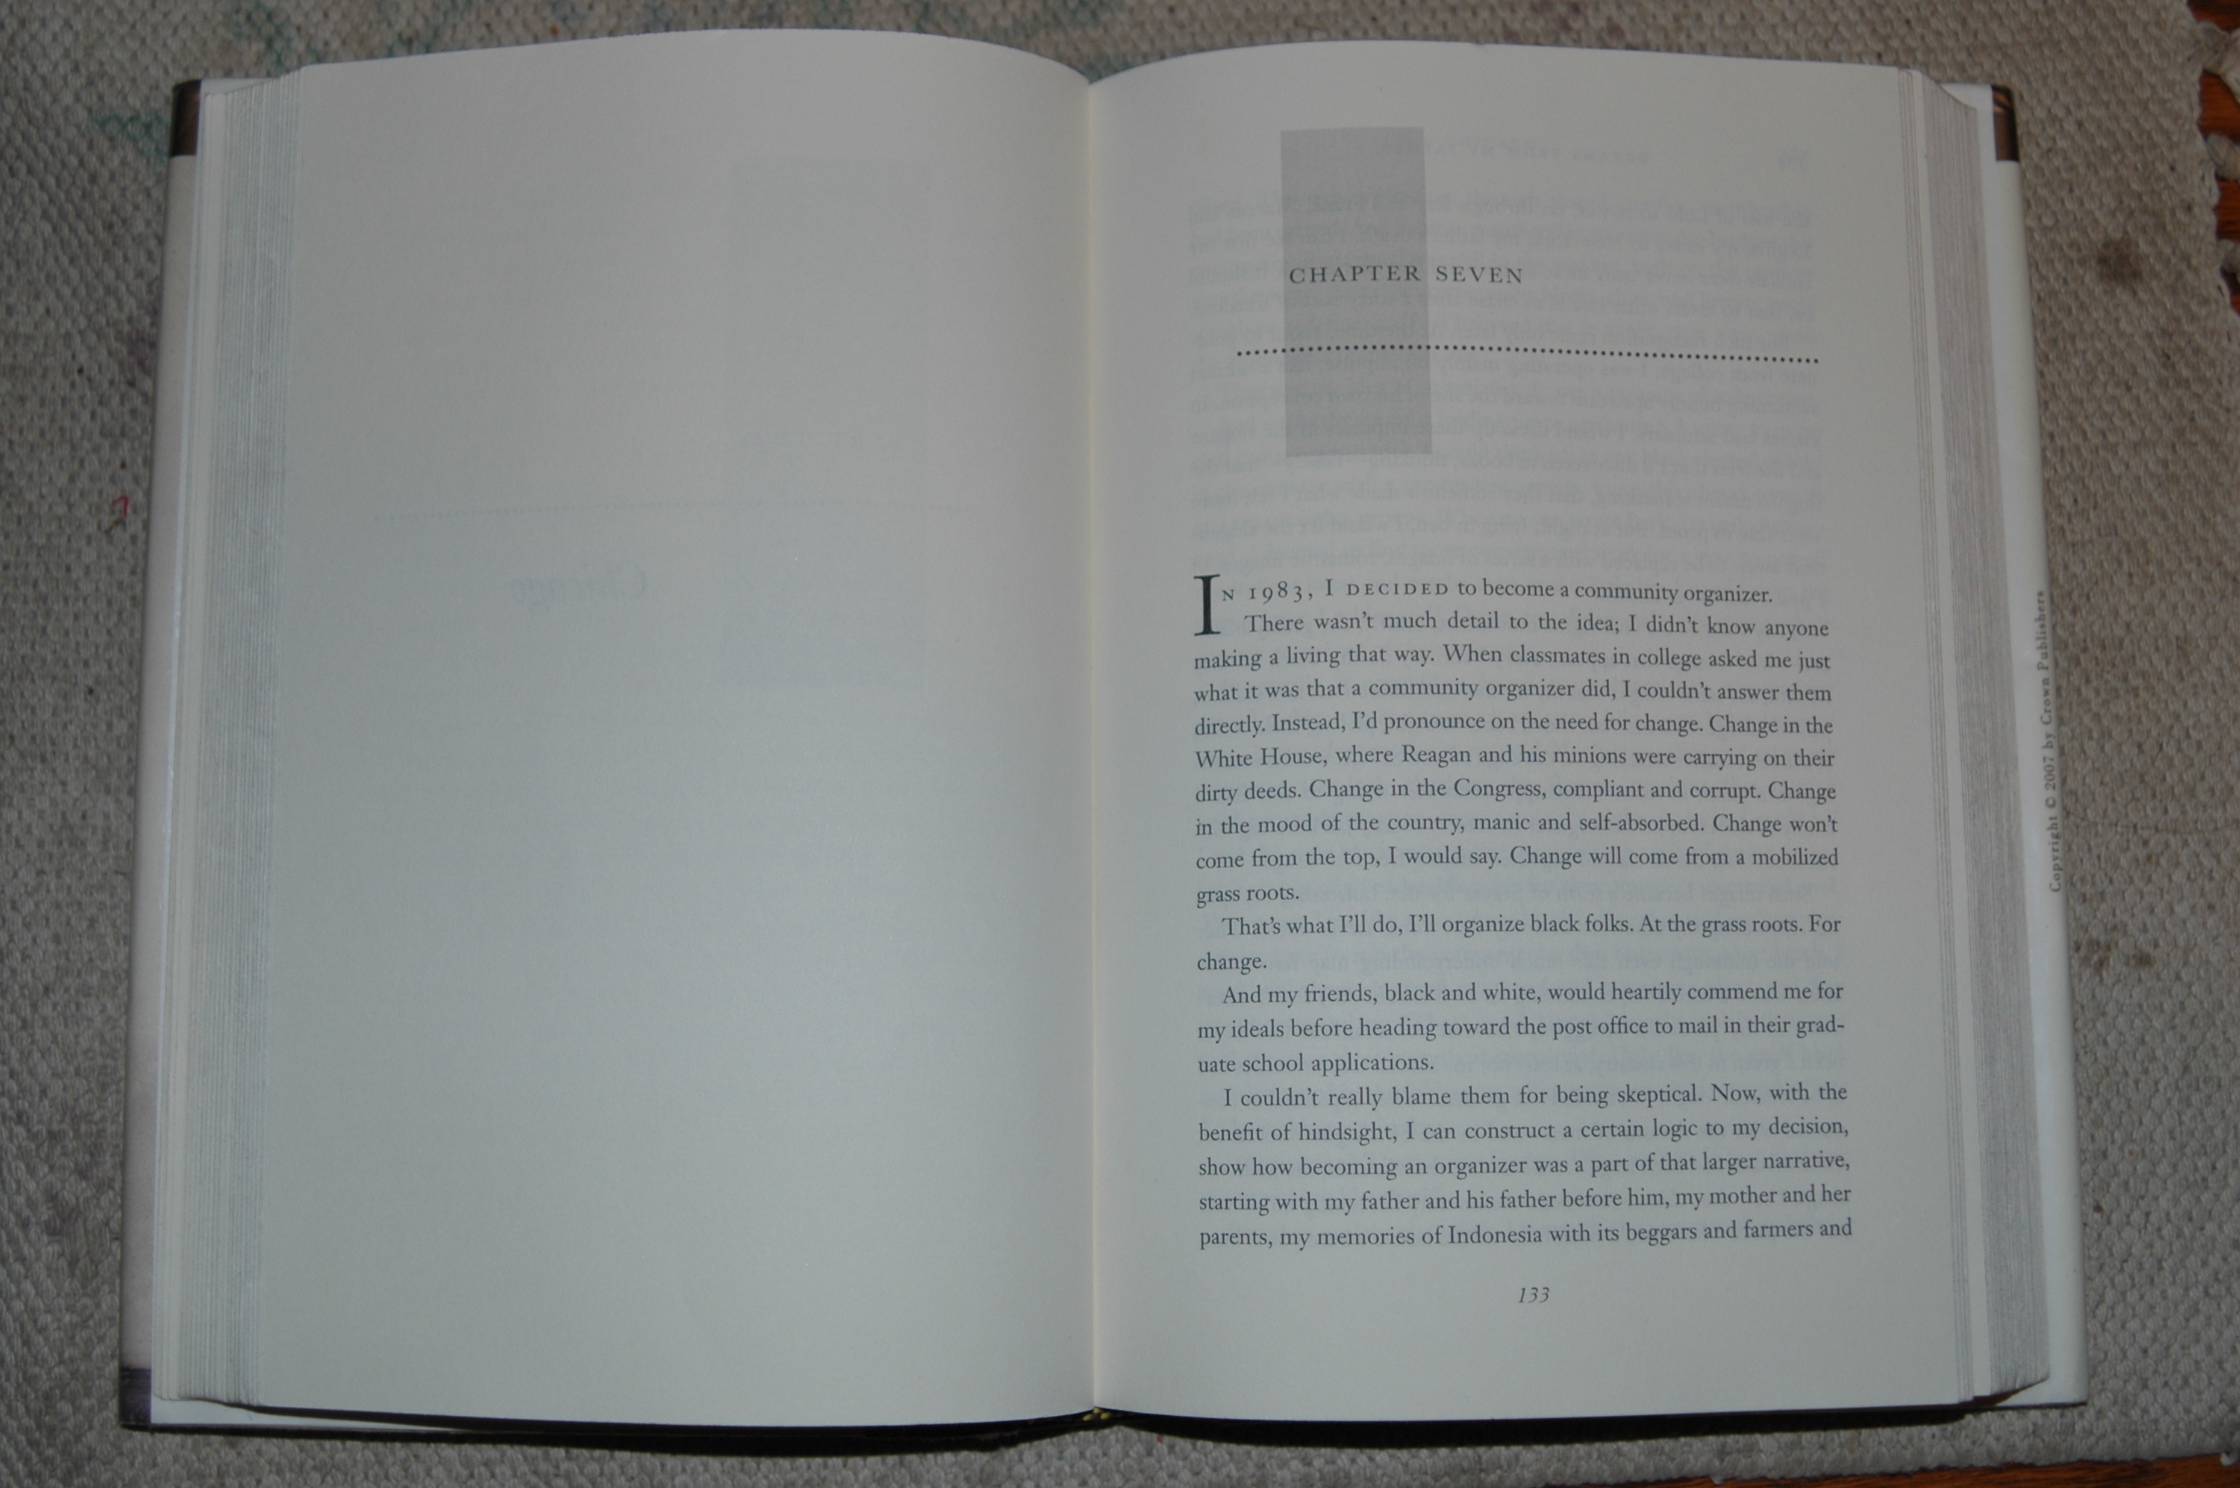 CHAPTER SEVEN
IN 1983, I DECIDED to become a community organizer.
There wasn't much detail to the idea; I didn't know anyone
making a living that way. When classmates in college asked me just
what it was that a community organizer did, I couldn't answer them
directly. Instead, I'd pronounce on the need for change. Change in the
White House, where Reagan and his minions were carrying on their
dirty deeds. Change in the Congress, compliant and corrupt. Change
in the mood of the country, manic and self-absorbed. Change won't
come from the top, I would say. Change will come from a mobilized
grass roots.
That's what I'll do, I'll organize black folks. At the grass roots. For
change.
And my friends, black and white, would heartily commend me for
my ideals before heading toward the post office to mail in their grad-
uate school applications.
I couldn't really blame them for being skeptical. Now, with the
benefit of hindsight, I can construct a certain logic to my decision,
show how becoming an organizer was a part of that larger narrative,
starting with my father and his father before him, my mother and her
parents, my memories of Indonesia with its beggars and farmers and
133
Copyright © 2007 by Crown Publishers